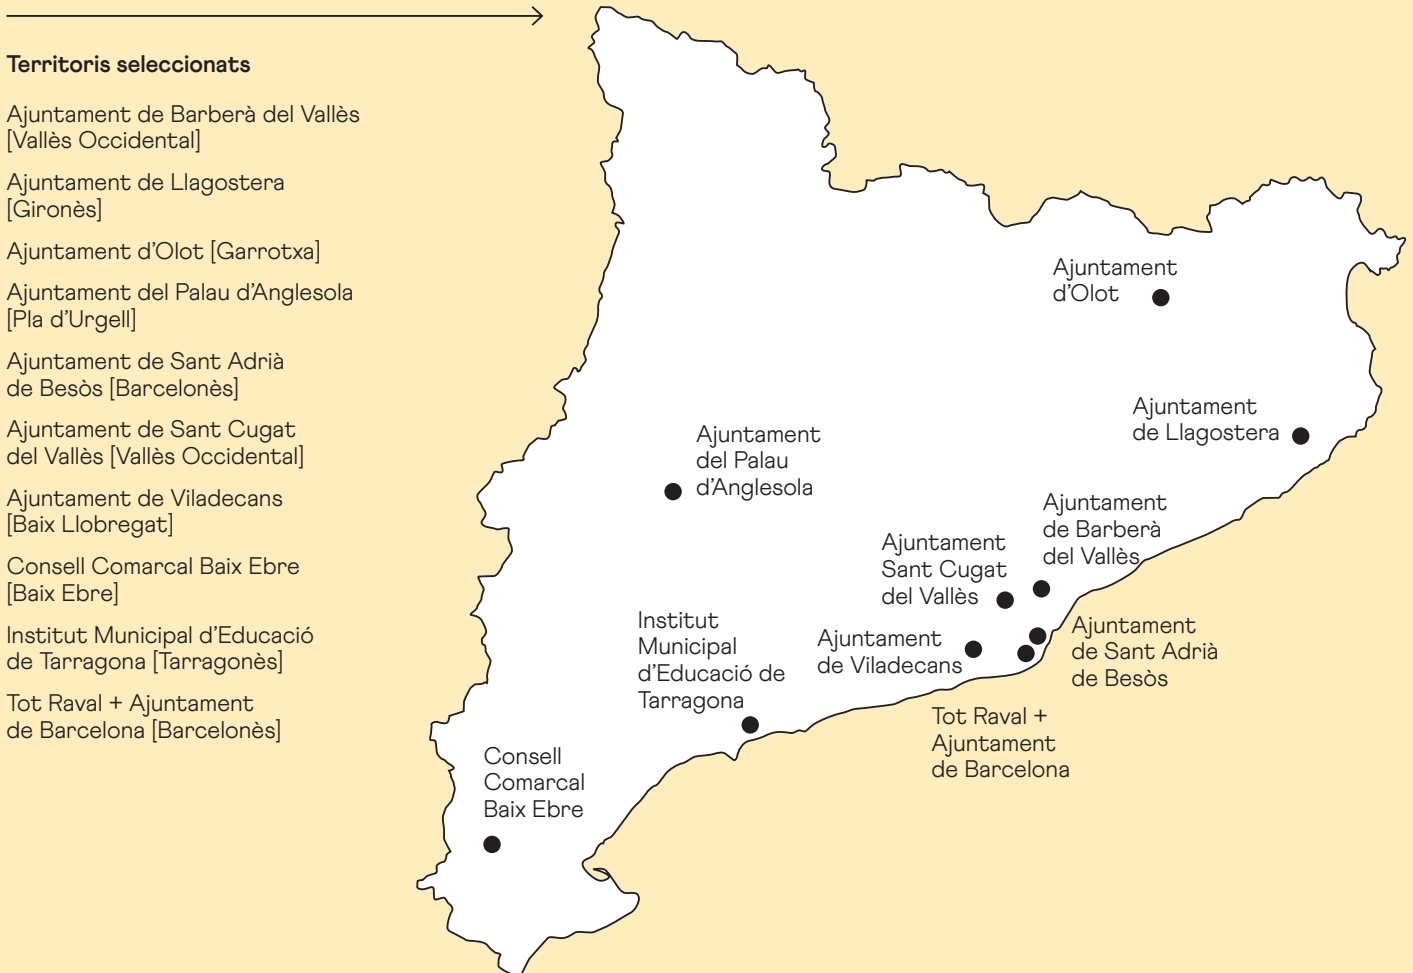 Territoris seleccionats
Ajuntament de Barberà del Vallès
[Vallès Occidental]
Ajuntament de Llagostera
[Gironès]
Ajuntament d'Olot [Garrotxa]
Ajuntament del Palau d'Anglesola
[Pla d'Urgell]
Ajuntament de Sant Adrià
de Besòs [Barcelonès]
Ajuntament de Sant Cugat
del Vallès [Vallès Occidental]
Ajuntament de Viladecans
[Baix Llobregat]
Consell Comarcal Baix Ebre
[Baix Ebre]
Institut Municipal d'Educació
de Tarragona [Tarragonès]
Tot Raval + Ajuntament
de Barcelona [Barcelonès]
Ajuntament
d'Olot
Ajuntament
de Llagostera
Ajuntament
del Palau
d'Anglesola
Ajuntament
de Barberà
del Vallès
Ajuntament
Sant Cugat
del Vallès
Institut
Municipal
d'Educació de
Tarragona
Ajuntament
de Viladecans
Ajuntament
de Sant Adrià
de Besòs
Tot Raval +
Ajuntament
de Barcelona
Consell
Comarcal
Baix Ebre